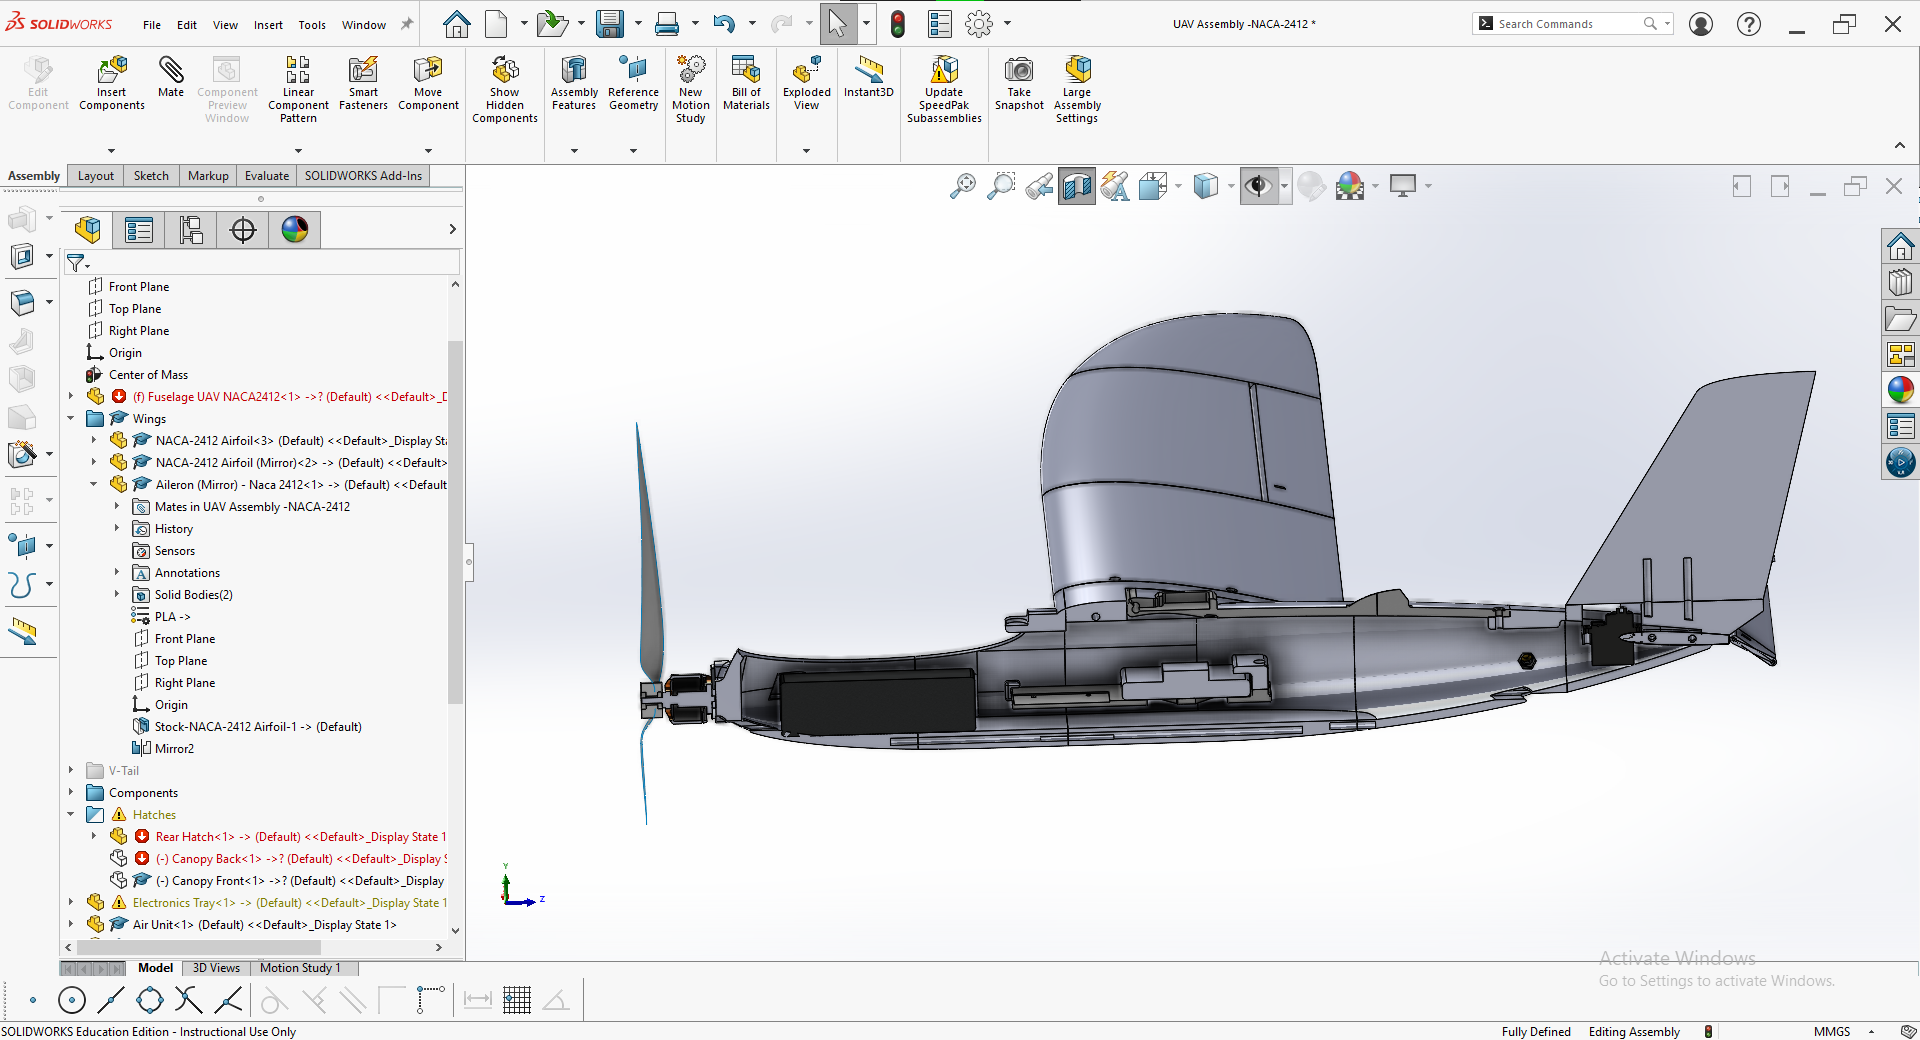 SOLIDWORKS
File Edit View Insert Tools Window
UAV Assembly -NACA-2412 *
Search Commands
Edit Component
Insert Components
Mate
Component Preview Window
Linear Component Pattern
Smart Fasteners
Move Component
Show Hidden Components
Assembly Features
Reference Geometry
New Motion Study
Bill of Materials
Exploded View
Instant3D
Update SpeedPak Subassemblies
Take Snapshot
Large Assembly Settings
Assembly Layout Sketch Markup Evaluate SOLIDWORKS Add-Ins
Front Plane
Top Plane
Right Plane
Origin
Center of Mass
(f) Fuselage UAV NACA2412<1> ->? (Default) <<Default>_D
Wings
NACA-2412 Airfoil<3> (Default) <<Default>_Display St
NACA-2412 Airfoil (Mirror)<2> -> (Default) <<Default>
Aileron (Mirror) - Naca 2412<1> -> (Default) <<Default
Mates in UAV Assembly -NACA-2412
History
Sensors
Annotations
Solid Bodies(2)
PLA ->
Front Plane
Top Plane
Right Plane
Origin
Stock-NACA-2412 Airfoil-1 -> (Default)
Mirror2
V-Tail
Components
Hatches
Rear Hatch<1> -> (Default) <<Default>_Display State 1
(-) Canopy Back<1> ->? (Default) <<Default>_Display S
(-) Canopy Front<1> ->? (Default) <<Default>_Display
Electronics Tray<1> -> (Default) <<Default>_Display State 1
Air Unit<1> (Default) <<Default>_Display State 1>
Y
Z
Activate Windows
Go to Settings to activate Windows.
Model 3D Views Motion Study 1
SOLIDWORKS Education Edition - Instructional Use Only
Fully Defined Editing Assembly MMGS